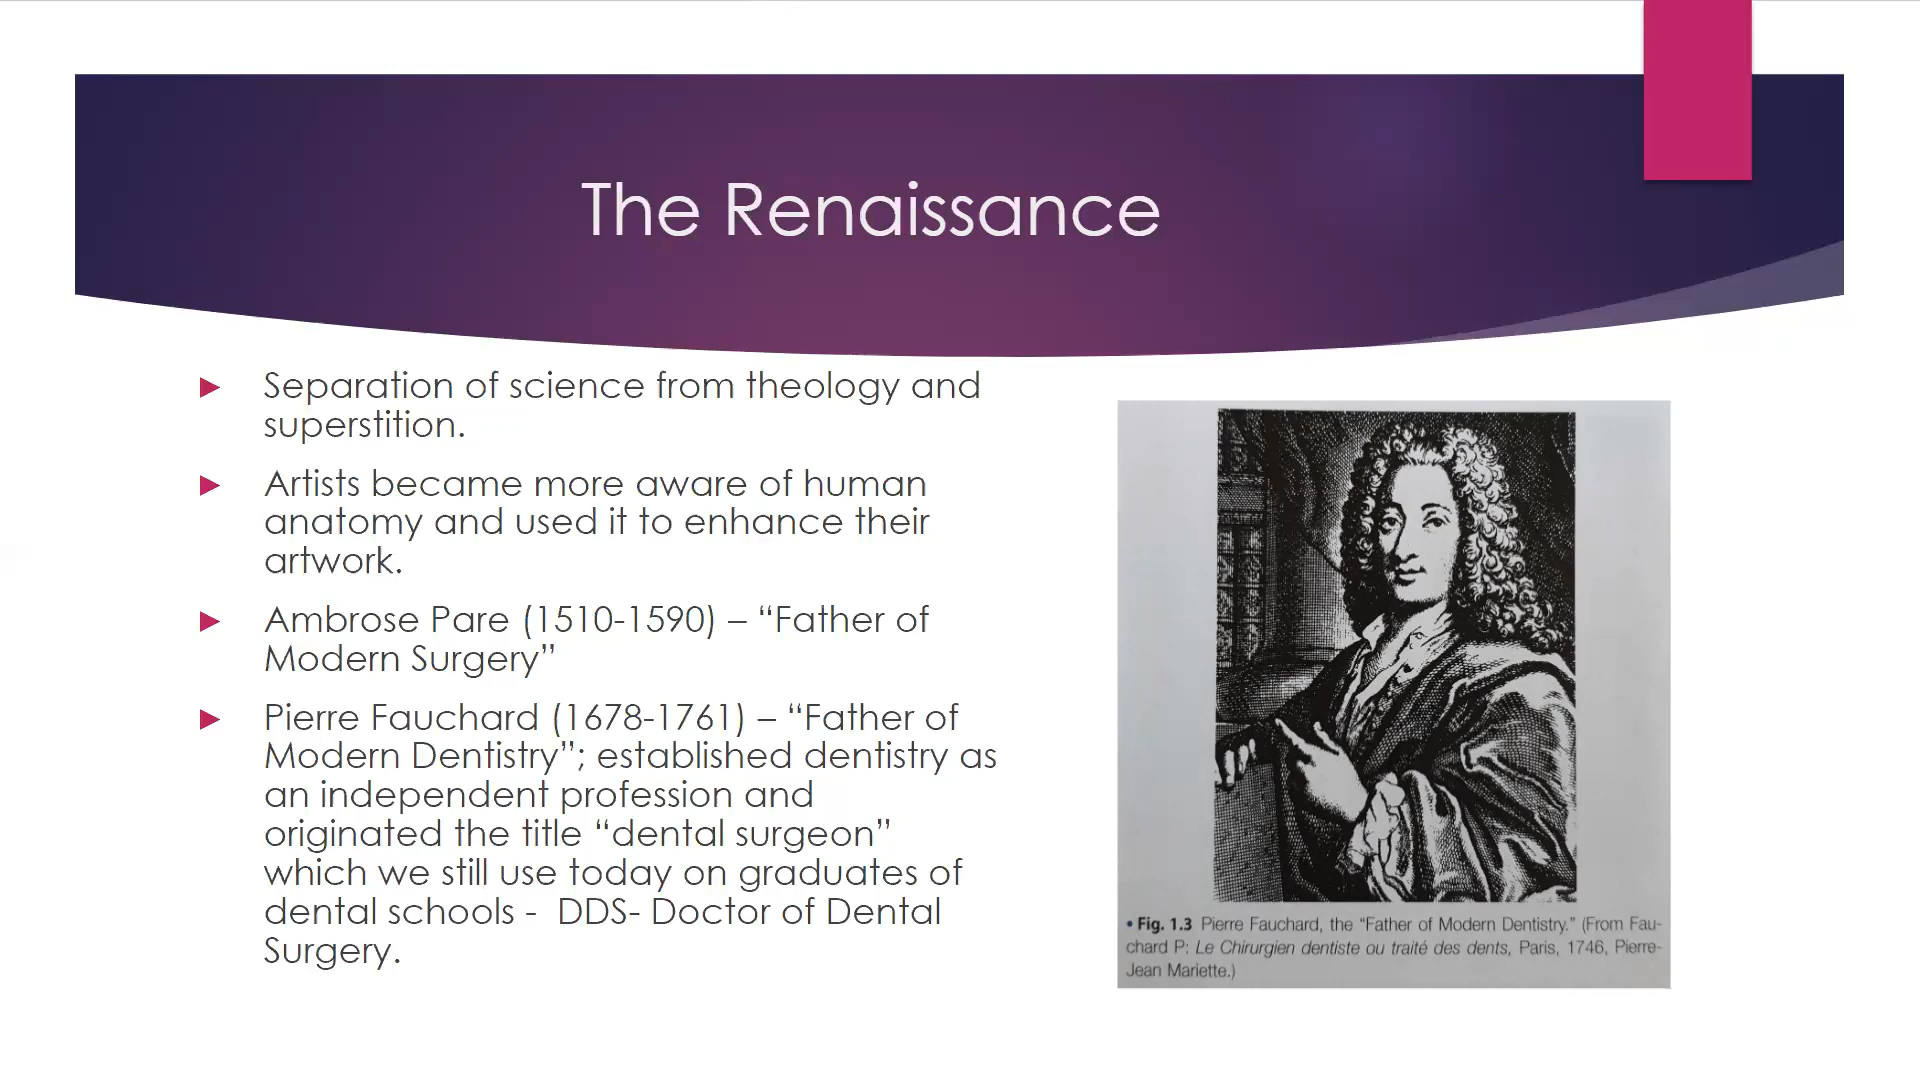 The Renaissance
Separation of science from theology and
superstition.
Artists became more aware of human
anatomy and used it to enhance their
artwork.
Ambrose Pare (1510-1590) – “Father of
Modern Surgery”
Pierre Fauchard (1678-1761) – “Father of
Modern Dentistry”; established dentistry as
an independent profession and
originated the title “dental surgeon”
which we still use today on graduates of
dental schools -  DDS- Doctor of Dental
Surgery.
• Fig. 1.3 Pierre Fauchard, the “Father of Modern Dentistry.” (From Fau-
chard P: Le Chirurgien dentiste ou traité des dents, Paris, 1746, Pierre-
Jean Mariette.)